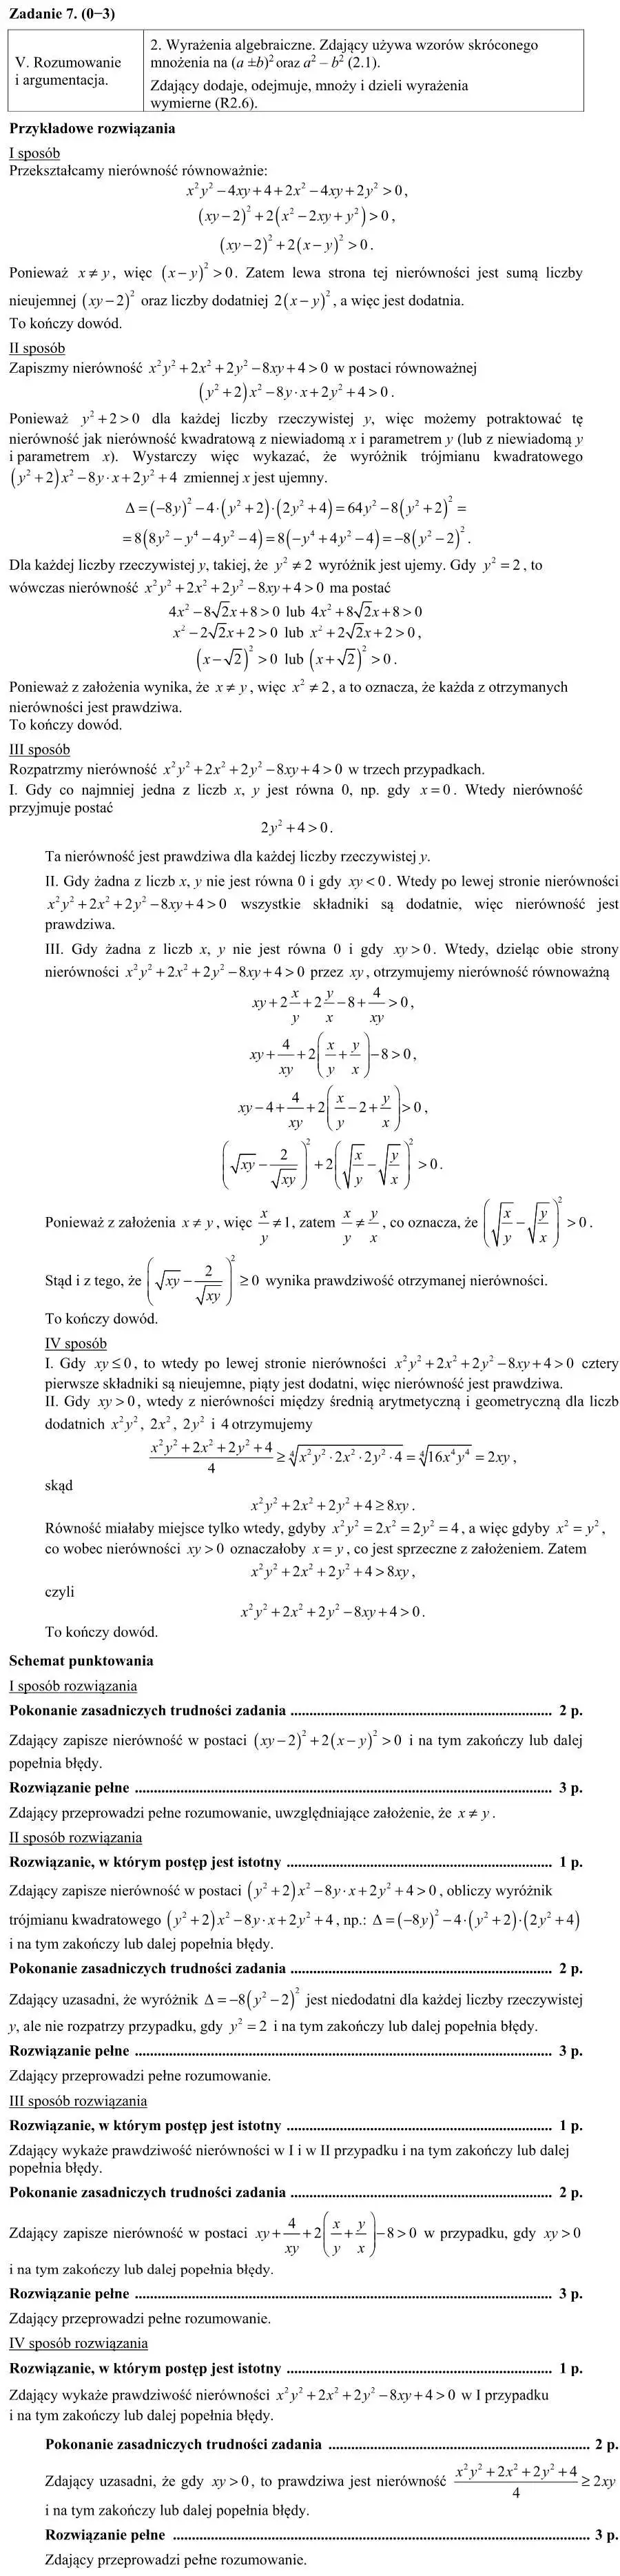 Zadanie 7. (0−3)
V. Rozumowanie
i argumentacja.
2. Wyrażenia algebraiczne. Zdający używa wzorów skróconego
mnożenia na (a ±b)² oraz a² – b² (2.1).
Zdający dodaje, odejmuje, mnoży i dzieli wyrażenia
wymierne (R2.6).
Przykładowe rozwiązania
I sposób
Przekształcamy nierówność równoważnie:
x²y² − 4xy + 4 + 2x² − 4xy + 2y² > 0,
(xy − 2)² + 2(x² − 2xy + y²) > 0,
(xy − 2)² + 2(x − y)² > 0.
Ponieważ x ≠ y, więc (x − y)² > 0. Zatem lewa strona tej nierówności jest sumą liczby
nieujemnej (xy − 2)² oraz liczby dodatniej 2(x − y)², a więc jest dodatnia.
To kończy dowód.
II sposób
Zapiszmy nierówność x²y² + 2x² + 2y² − 8xy + 4 > 0 w postaci równoważnej
(y² + 2)x² − 8y · x + 2y² + 4 > 0.
Ponieważ y² + 2 > 0 dla każdej liczby rzeczywistej y, więc możemy potraktować tę
nierówność jak nierówność kwadratową z niewiadomą x i parametrem y (lub z niewiadomą y
i parametrem x). Wystarczy więc wykazać, że wyróżnik trójmianu kwadratowego
(y² + 2)x² − 8y · x + 2y² + 4 zmiennej x jest ujemny.
Δ = (−8y)² − 4 · (y² + 2) · (2y² + 4) = 64y² − 8(y² + 2)² =
= 8(8y² − y⁴ − 4y² − 4) = 8(−y⁴ + 4y² − 4) = −8(y² − 2)².
Dla każdej liczby rzeczywistej y, takiej, że y² ≠ 2 wyróżnik jest ujemy. Gdy y² = 2, to
wówczas nierówność x²y² + 2x² + 2y² − 8xy + 4 > 0 ma postać
4x² − 8√2x + 8 > 0 lub 4x² + 8√2x + 8 > 0
x² − 2√2x + 2 > 0 lub x² + 2√2x + 2 > 0,
(x − √2)² > 0 lub (x + √2)² > 0.
Ponieważ z założenia wynika, że x ≠ y, więc x² ≠ 2, a to oznacza, że każda z otrzymanych
nierówności jest prawdziwa.
To kończy dowód.
III sposób
Rozpatrzmy nierówność x²y² + 2x² + 2y² − 8xy + 4 > 0 w trzech przypadkach.
I. Gdy co najmniej jedna z liczb x, y jest równa 0, np. gdy x = 0. Wtedy nierówność
przyjmuje postać
2y² + 4 > 0.
Ta nierówność jest prawdziwa dla każdej liczby rzeczywistej y.
II. Gdy żadna z liczb x, y nie jest równa 0 i gdy xy < 0. Wtedy po lewej stronie nierówności
x²y² + 2x² + 2y² − 8xy + 4 > 0 wszystkie składniki są dodatnie, więc nierówność jest
prawdziwa.
III. Gdy żadna z liczb x, y nie jest równa 0 i gdy xy > 0. Wtedy, dzieląc obie strony
nierówności x²y² + 2x² + 2y² − 8xy + 4 > 0 przez xy, otrzymujemy nierówność równoważną
xy + 2 x/y + 2 y/x − 8 + 4/xy > 0,
xy + 4/xy + 2(x/y + y/x) − 8 > 0,
xy − 4 + 4/xy + 2(x/y − 2 + y/x) > 0,
(√xy − 2/√xy)² + 2(√(x/y) − √(y/x))² > 0.
Ponieważ z założenia x ≠ y, więc x/y ≠ 1, zatem x/y ≠ y/x, co oznacza, że (√(x/y) − √(y/x))² > 0.
Stąd i z tego, że (√xy − 2/√xy)² ≥ 0 wynika prawdziwość otrzymanej nierówności.
To kończy dowód.
IV sposób
I. Gdy xy ≤ 0, to wtedy po lewej stronie nierówności x²y² + 2x² + 2y² − 8xy + 4 > 0 cztery
pierwsze składniki są nieujemne, piąty jest dodatni, więc nierówność jest prawdziwa.
II. Gdy xy > 0, wtedy z nierówności między średnią arytmetyczną i geometryczną dla liczb
dodatnich x²y², 2x², 2y² i 4 otrzymujemy
(x²y² + 2x² + 2y² + 4)/4 ≥ ⁴√(x²y² · 2x² · 2y² · 4) = ⁴√(16x⁴y⁴) = 2xy,
skąd
x²y² + 2x² + 2y² + 4 ≥ 8xy.
Równość miałaby miejsce tylko wtedy, gdyby x²y² = 2x² = 2y² = 4, a więc gdyby x² = y²,
co wobec nierówności xy > 0 oznaczałoby x = y, co jest sprzeczne z założeniem. Zatem
x²y² + 2x² + 2y² + 4 > 8xy,
czyli
x²y² + 2x² + 2y² − 8xy + 4 > 0.
To kończy dowód.
Schemat punktowania
I sposób rozwiązania
Pokonanie zasadniczych trudności zadania ................................ 2 p.
Zdający zapisze nierówność w postaci (xy − 2)² + 2(x − y)² > 0 i na tym zakończy lub dalej
popełnia błędy.
Rozwiązanie pełne ................................ 3 p.
Zdający przeprowadzi pełne rozumowanie, uwzględniające założenie, że x ≠ y.
II sposób rozwiązania
Rozwiązanie, w którym postęp jest istotny ................................ 1 p.
Zdający zapisze nierówność w postaci (y² + 2)x² − 8y · x + 2y² + 4 > 0, obliczy wyróżnik
trójmianu kwadratowego (y² + 2)x² − 8y · x + 2y² + 4, np.: Δ = (−8y)² − 4 · (y² + 2) · (2y² + 4)
i na tym zakończy lub dalej popełnia błędy.
Pokonanie zasadniczych trudności zadania ................................ 2 p.
Zdający uzasadni, że wyróżnik Δ = −8(y² − 2)² jest niedodatni dla każdej liczby rzeczywistej
y, ale nie rozpatrzy przypadku, gdy y² = 2 i na tym zakończy lub dalej popełnia błędy.
Rozwiązanie pełne ................................ 3 p.
Zdający przeprowadzi pełne rozumowanie.
III sposób rozwiązania
Rozwiązanie, w którym postęp jest istotny ................................ 1 p.
Zdający wykaże prawdziwość nierówności w I i w II przypadku i na tym zakończy lub dalej
popełnia błędy.
Pokonanie zasadniczych trudności zadania ................................ 2 p.
Zdający zapisze nierówność w postaci xy + 4/xy + 2(x/y + y/x) − 8 > 0 w przypadku, gdy xy > 0
i na tym zakończy lub dalej popełnia błędy.
Rozwiązanie pełne ................................ 3 p.
Zdający przeprowadzi pełne rozumowanie.
IV sposób rozwiązania
Rozwiązanie, w którym postęp jest istotny ................................ 1 p.
Zdający wykaże prawdziwość nierówności x²y² + 2x² + 2y² − 8xy + 4 > 0 w I przypadku
i na tym zakończy lub dalej popełnia błędy.
Pokonanie zasadniczych trudności zadania ................................ 2 p.
Zdający uzasadni, że gdy xy > 0, to prawdziwa jest nierówność (x²y² + 2x² + 2y² + 4)/4 ≥ 2xy
i na tym zakończy lub dalej popełnia błędy.
Rozwiązanie pełne ................................ 3 p.
Zdający przeprowadzi pełne rozumowanie.